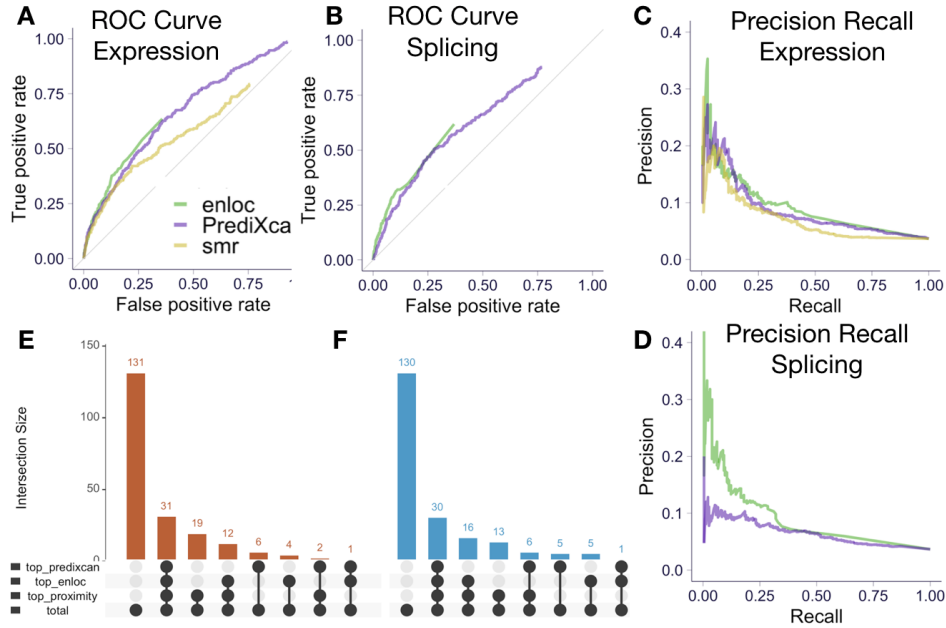 A
ROC Curve
Expression
True positive rate
1.00
0.75
0.50
0.25
0.00
enloc
PrediXca
smr
0.00
0.25
0.50
0.75
False positive rate
B
ROC Curve
Splicing
True positive rate
1.00
0.75
0.50
0.25
0.00
0.00
0.25
0.50
0.75
1.00
False positive rate
C
Precision Recall
Expression
Precision
0.4
0.3
0.2
0.1
0.0
0.00
0.25
0.50
0.75
1.00
Recall
E
Intersection Size
150
100
50
0
131
31
19
12
6
4
2
1
top_predixcan
top_enloc
top_proximity
total
F
130
30
16
13
6
5
5
1
D
Precision Recall
Splicing
Precision
0.4
0.3
0.2
0.1
0.0
0.00
0.25
0.50
0.75
1.00
Recall